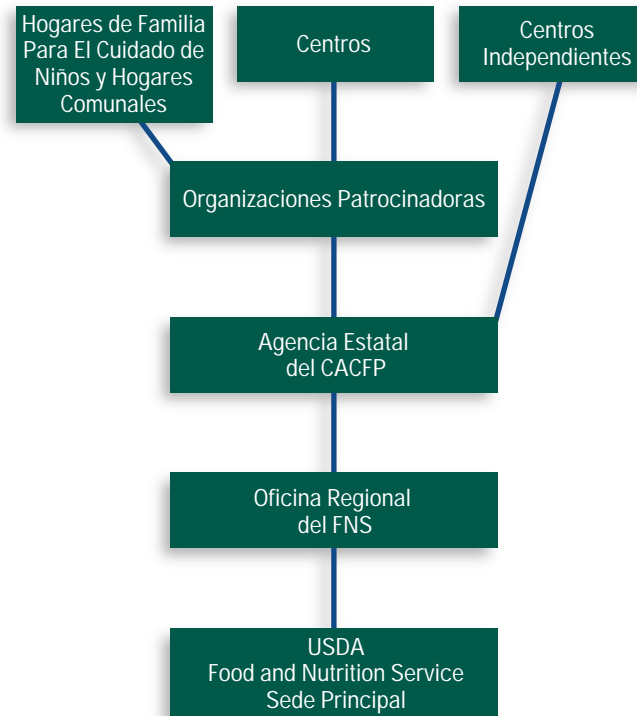 Hogares de Familia
Para El Cuidado de
Niños y Hogares
Comunales
Centros
Centros
Independientes
Organizaciones Patrocinadoras
Agencia Estatal
del CACFP
Oficina Regional
del FNS
USDA
Food and Nutrition Service
Sede Principal